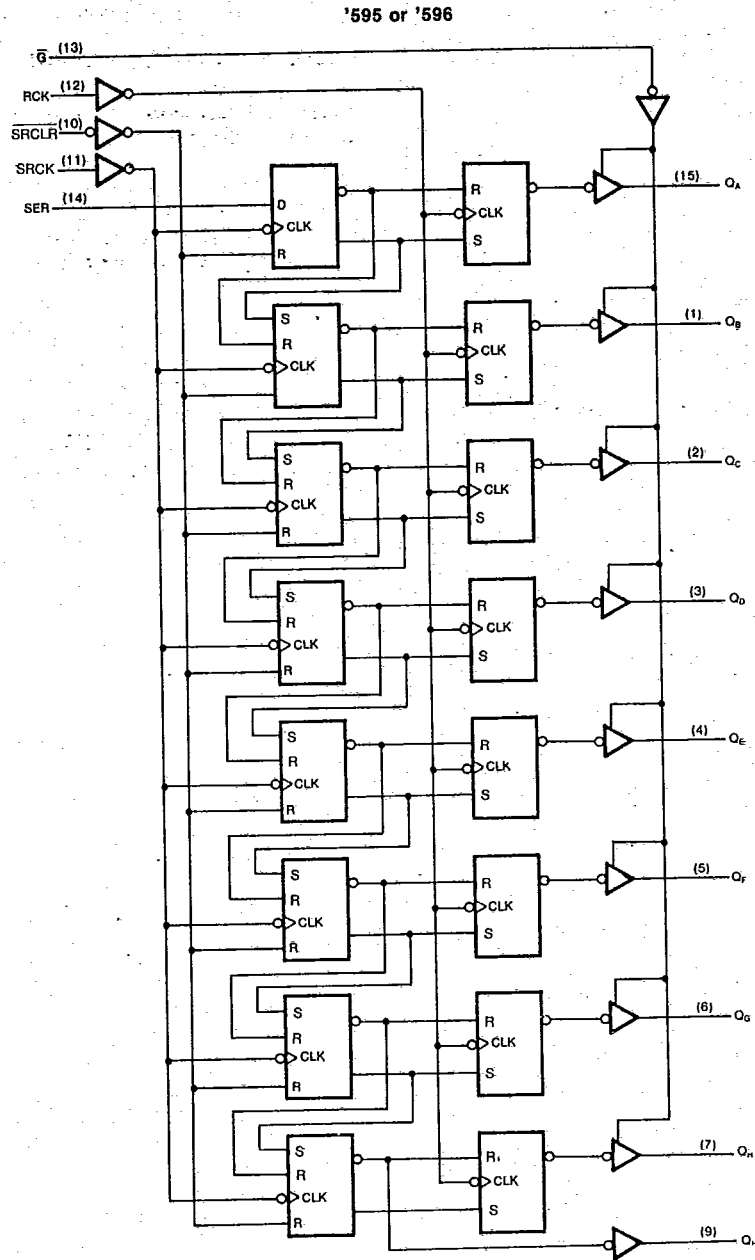 '595 or '596
G̅ (13)
RCK (12)
S̅R̅C̅L̅R̅ (10)
SRCK (11)
SER (14)
D
CLK
R
R
CLK
S
(15) QA
S
R
CLK
R
CLK
S
(1) QB
S
R
CLK
R
R
CLK
S
(2) QC
S
R
CLK
R
R
CLK
S
(3) QD
S
R
CLK
R
R
CLK
S
(4) QE
S
R
CLK
R
R
CLK
S
(5) QF
S
R
CLK
R
R
CLK
S
(6) QG
S
R
CLK
R
R
CLK
S
(7) QH
(9)